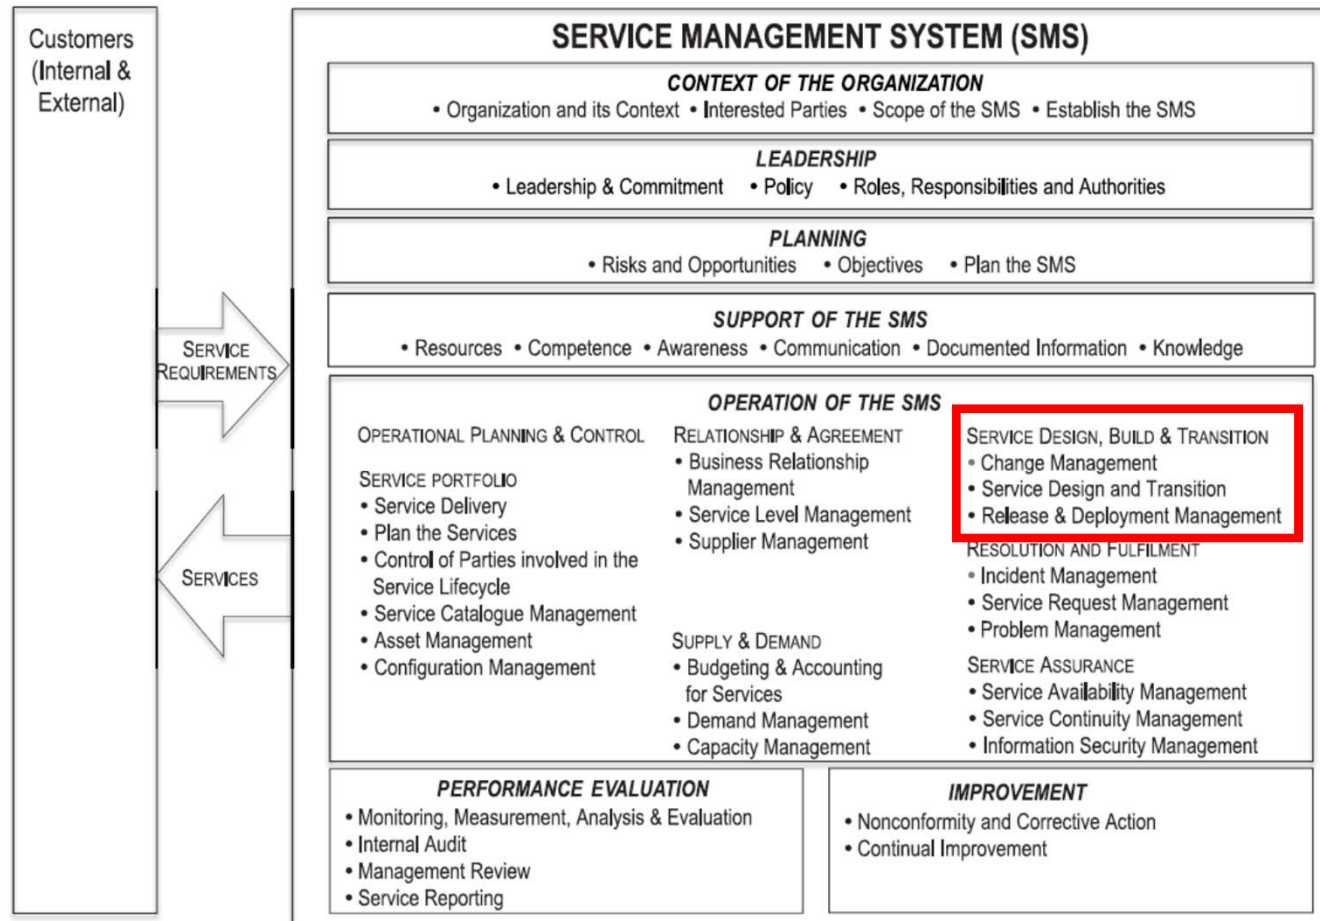 Customers
(Internal &
External)
SERVICE REQUIREMENTS
SERVICES
SERVICE MANAGEMENT SYSTEM (SMS)
CONTEXT OF THE ORGANIZATION
• Organization and its Context • Interested Parties • Scope of the SMS • Establish the SMS
LEADERSHIP
• Leadership & Commitment • Policy • Roles, Responsibilities and Authorities
PLANNING
• Risks and Opportunities • Objectives • Plan the SMS
SUPPORT OF THE SMS
• Resources • Competence • Awareness • Communication • Documented Information • Knowledge
OPERATION OF THE SMS
OPERATIONAL PLANNING & CONTROL
SERVICE PORTFOLIO
• Service Delivery
• Plan the Services
• Control of Parties involved in the
Service Lifecycle
• Service Catalogue Management
• Asset Management
• Configuration Management
RELATIONSHIP & AGREEMENT
• Business Relationship
Management
• Service Level Management
• Supplier Management
SUPPLY & DEMAND
• Budgeting & Accounting
for Services
• Demand Management
• Capacity Management
SERVICE DESIGN, BUILD & TRANSITION
• Change Management
• Service Design and Transition
• Release & Deployment Management
RESOLUTION AND FULFILMENT
• Incident Management
• Service Request Management
• Problem Management
SERVICE ASSURANCE
• Service Availability Management
• Service Continuity Management
• Information Security Management
PERFORMANCE EVALUATION
• Monitoring, Measurement, Analysis & Evaluation
• Internal Audit
• Management Review
• Service Reporting
IMPROVEMENT
• Nonconformity and Corrective Action
• Continual Improvement